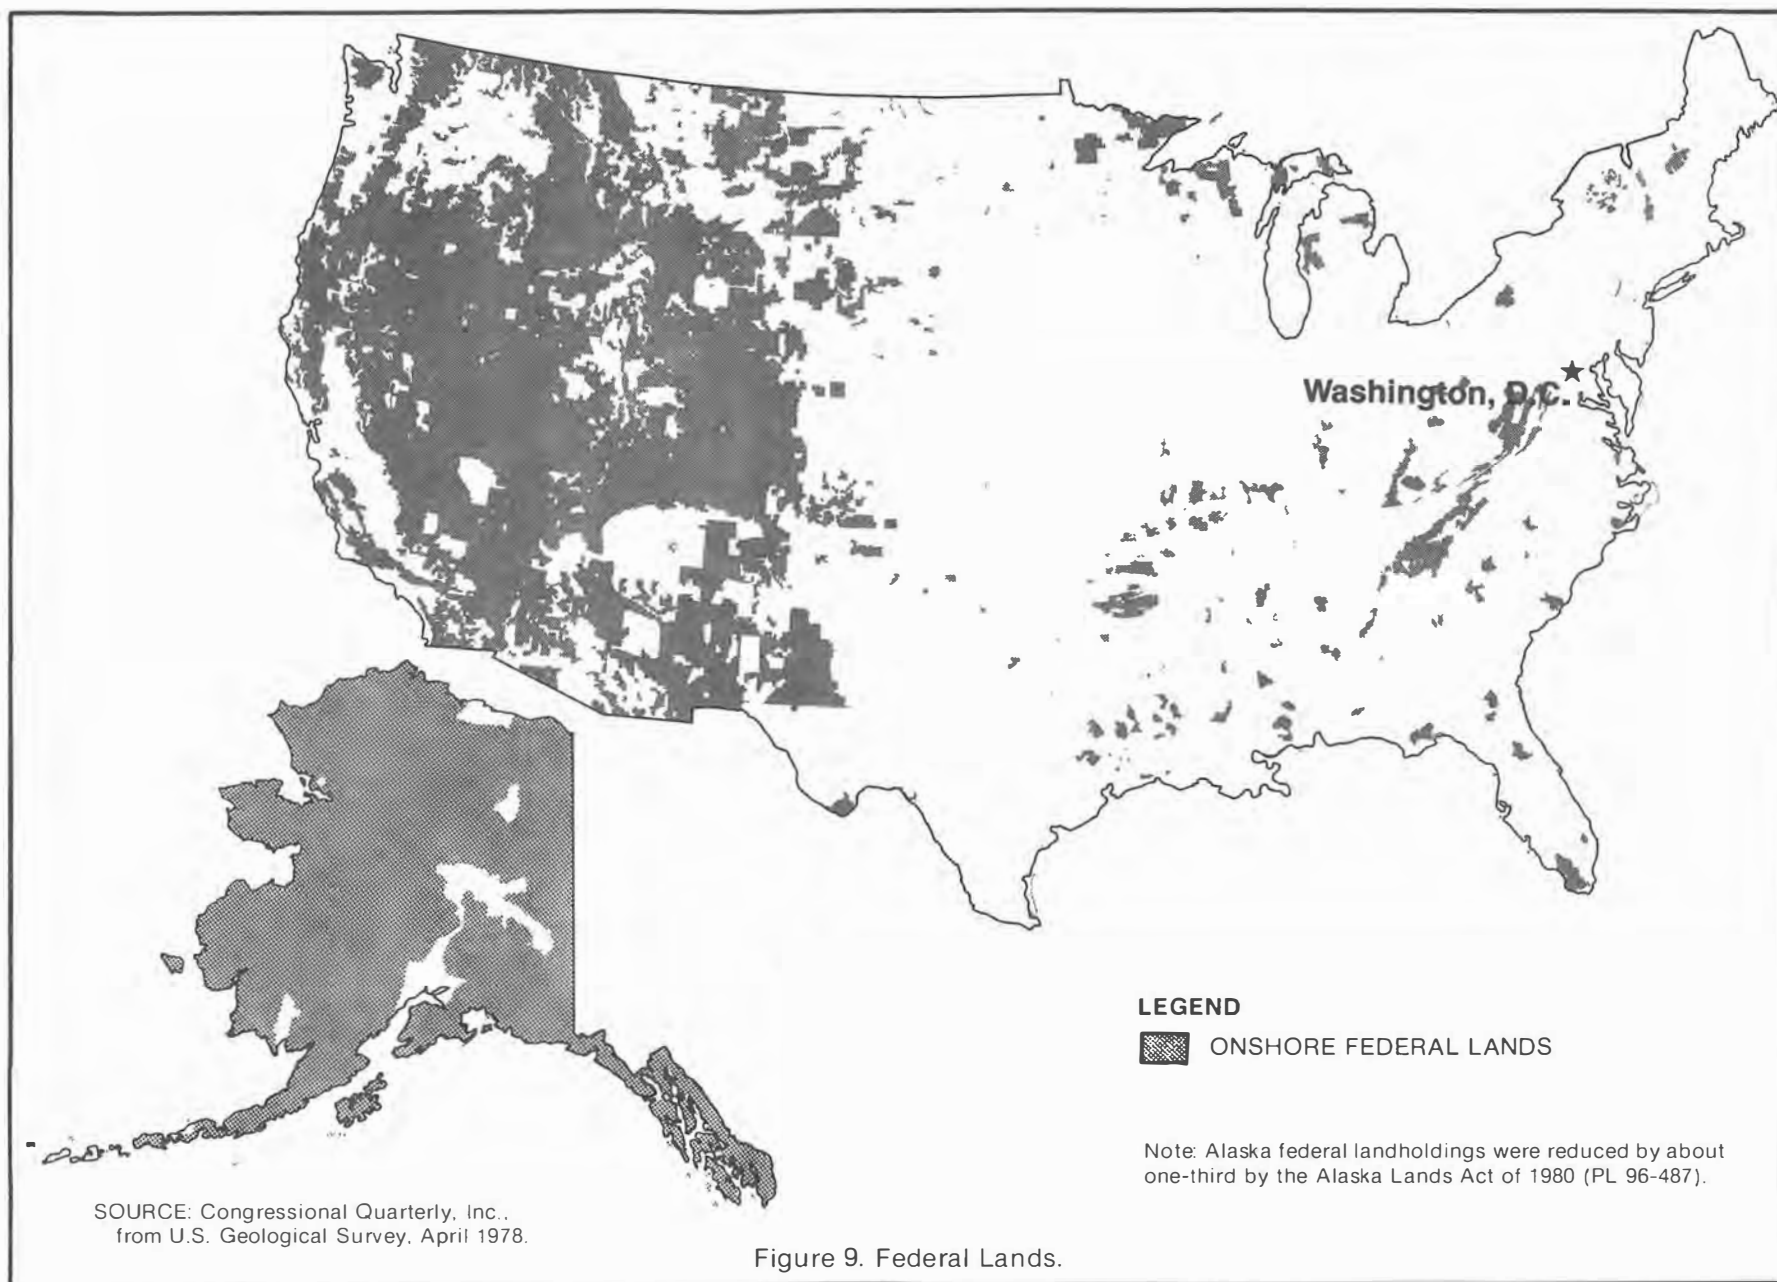 Washington, D.C.
LEGEND
ONSHORE FEDERAL LANDS
Note: Alaska federal landholdings were reduced by about
one-third by the Alaska Lands Act of 1980 (PL 96-487).
SOURCE: Congressional Quarterly, Inc.,
from U.S. Geological Survey, April 1978.
Figure 9. Federal Lands.